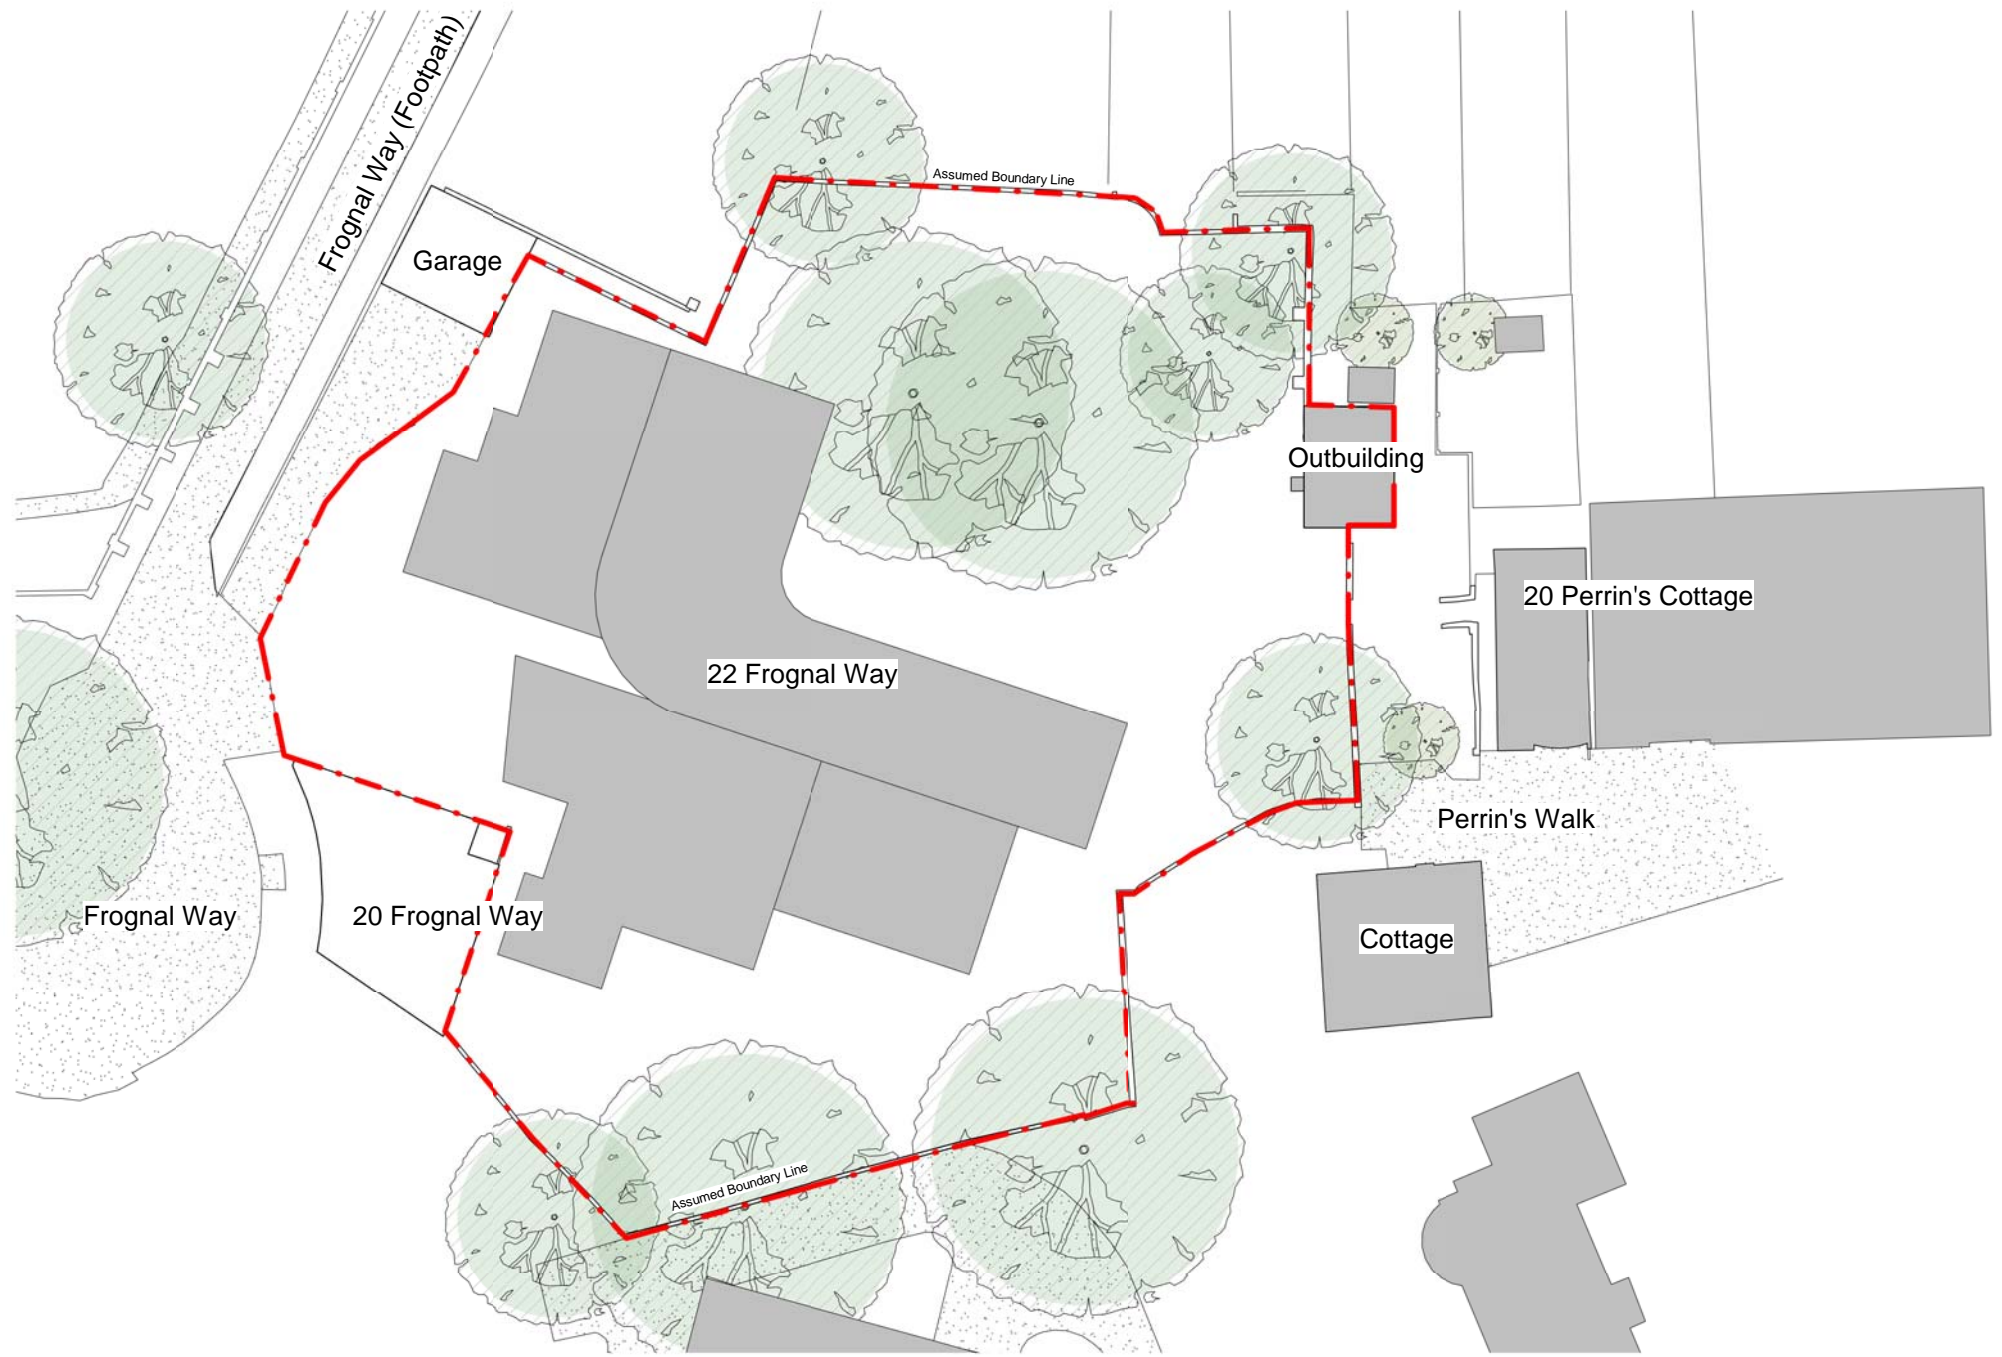 Frognal Way (Footpath)
Assumed Boundary Line
Garage
Outbuilding
20 Perrin's Cottage
22 Frognal Way
Perrin's Walk
Frognal Way
20 Frognal Way
Cottage
Assumed Boundary Line